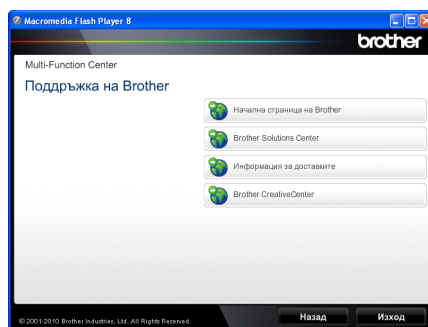 Macromedia Flash Player 8
brother
Multi-Function Center
Поддръжка на Brother
Начална страница на Brother
Brother Solutions Center
Информация за доставките
Brother CreativeCenter
© 2001-2010 Brother Industries, Ltd. All Rights Reserved.
Назад
Изход